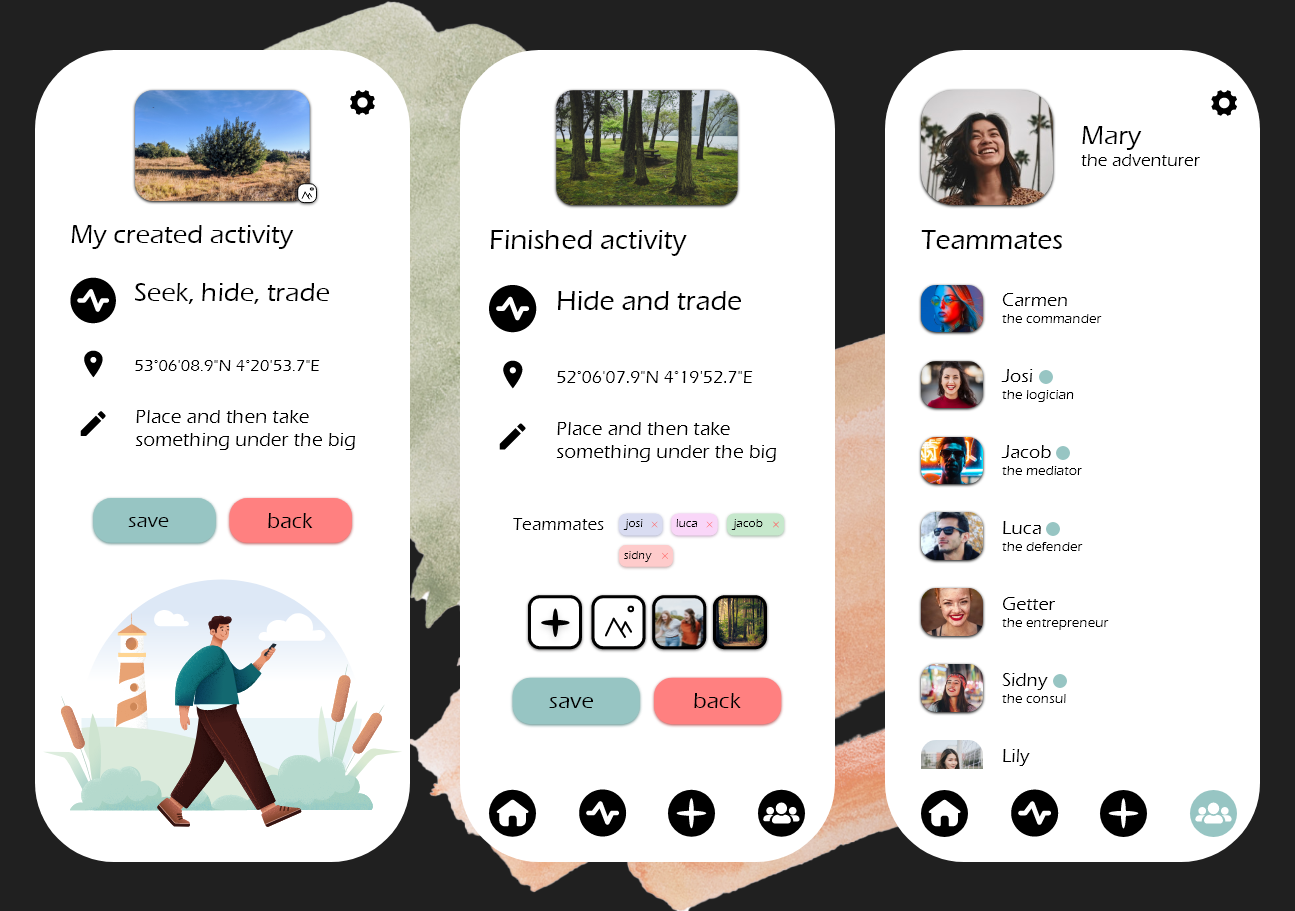 My created activity
Seek, hide, trade
53°06'08.9"N 4°20'53.7"E
Place and then take
something under the big
save
back
Finished activity
Hide and trade
52°06'07.9"N 4°19'52.7"E
Place and then take
something under the big
Teammates
josi ×
luca ×
jacob ×
sidny ×
save
back
Mary
the adventurer
Teammates
Carmen
the commander
Josi
the logician
Jacob
the mediator
Luca
the defender
Getter
the entrepreneur
Sidny
the consul
Lily